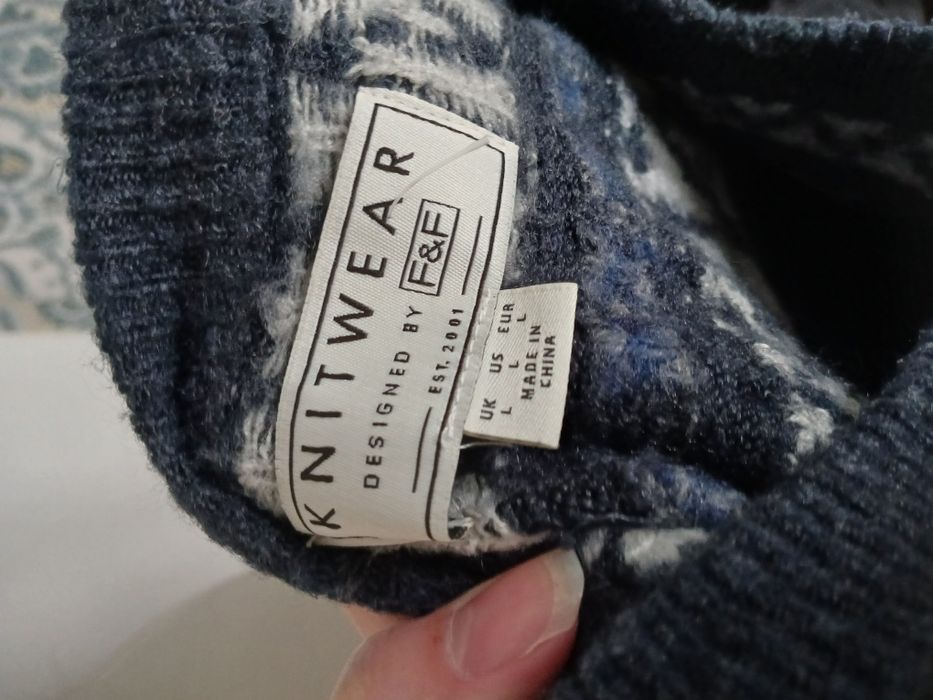 KNITWEAR
DESIGNED BY F&F
EST. 2001
UK US EUR
L L L
MADE IN
CHINA